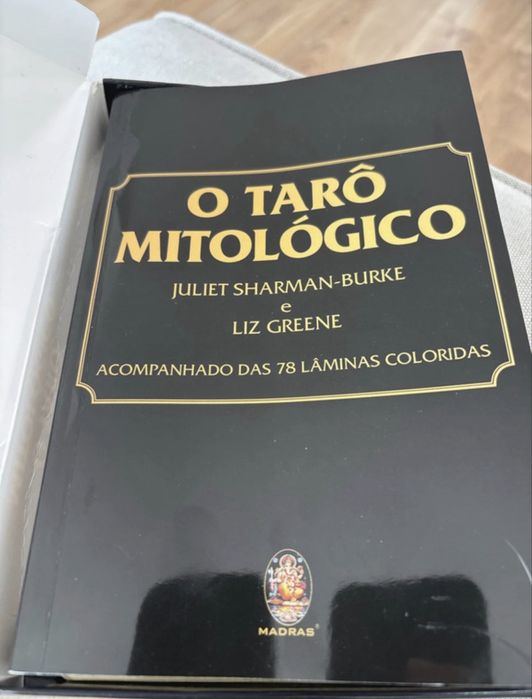 O TARÔ
MITOLÓGICO
JULIET SHARMAN-BURKE
e
LIZ GREENE
ACOMPANHADO DAS 78 LÂMINAS COLORIDAS
MADRAS®